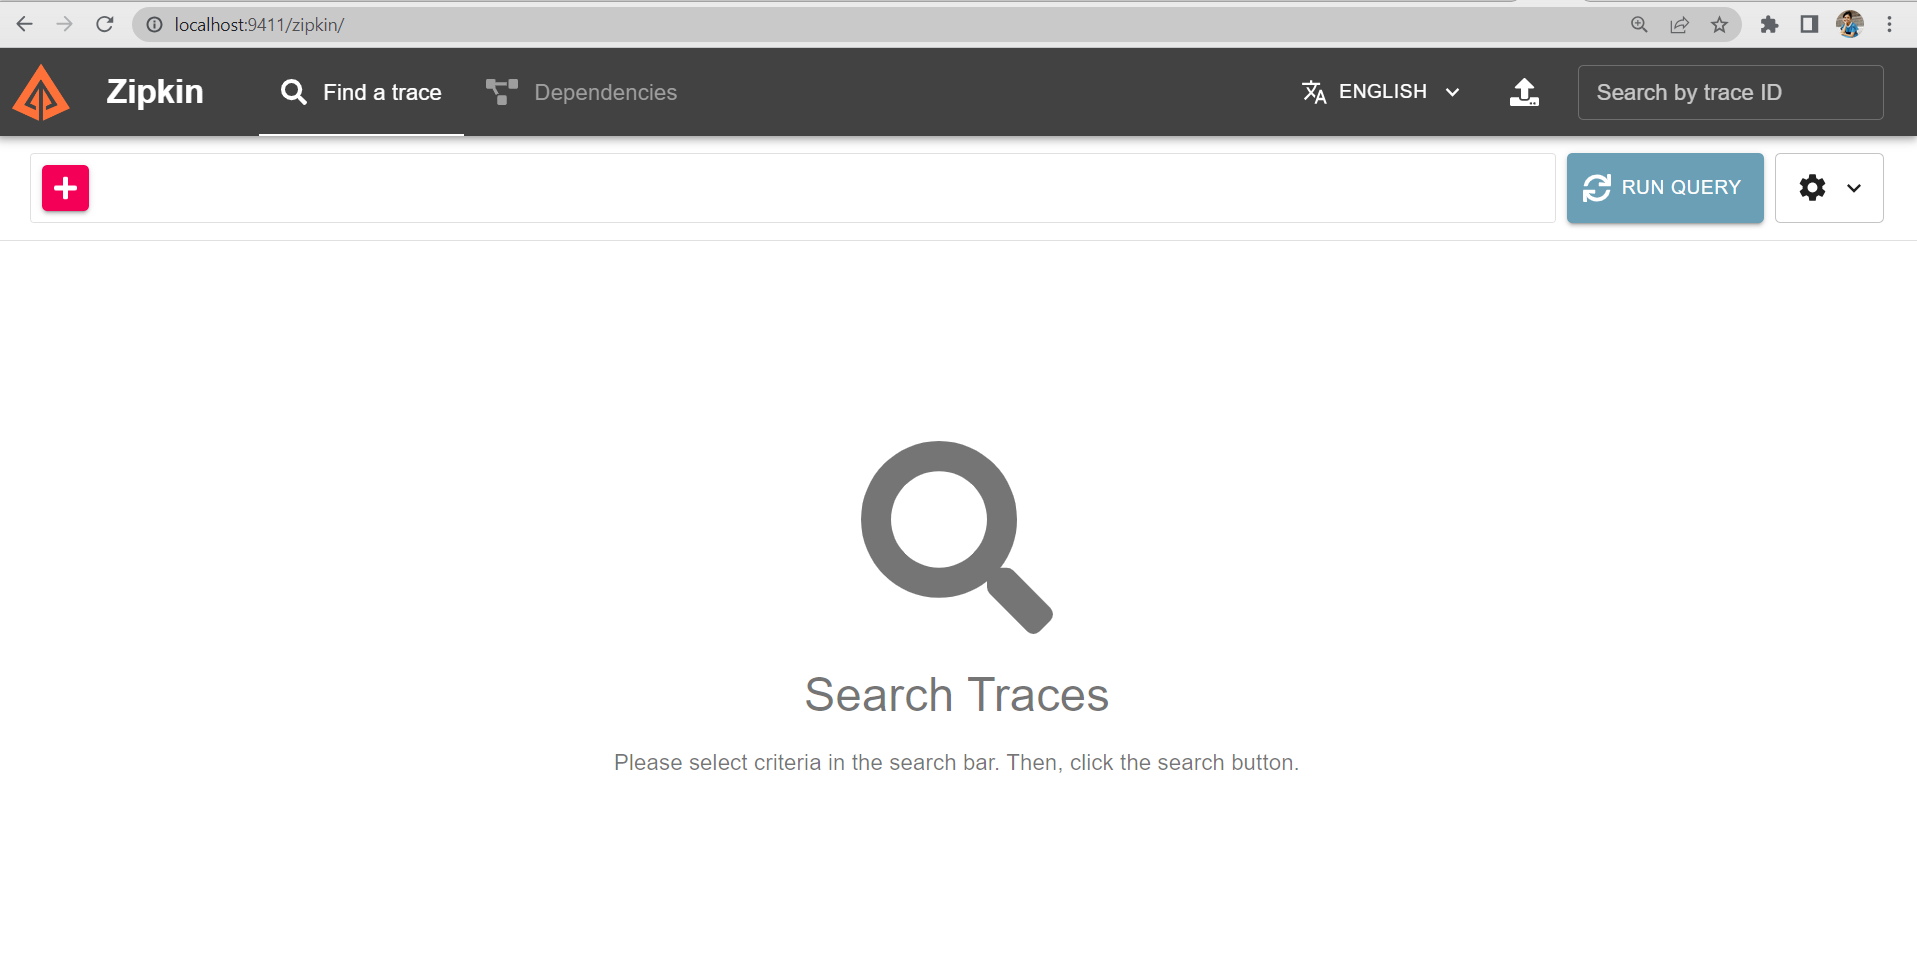 localhost:9411/zipkin/
Zipkin Find a trace Dependencies ENGLISH Search by trace ID
RUN QUERY
Search Traces
Please select criteria in the search bar. Then, click the search button.